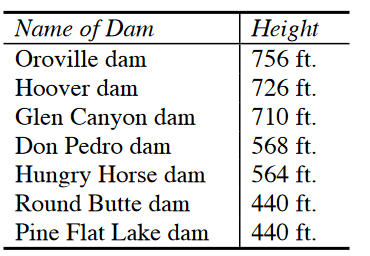 Name of Dam Height
Oroville dam 756 ft.
Hoover dam 726 ft.
Glen Canyon dam 710 ft.
Don Pedro dam 568 ft.
Hungry Horse dam 564 ft.
Round Butte dam 440 ft.
Pine Flat Lake dam 440 ft.